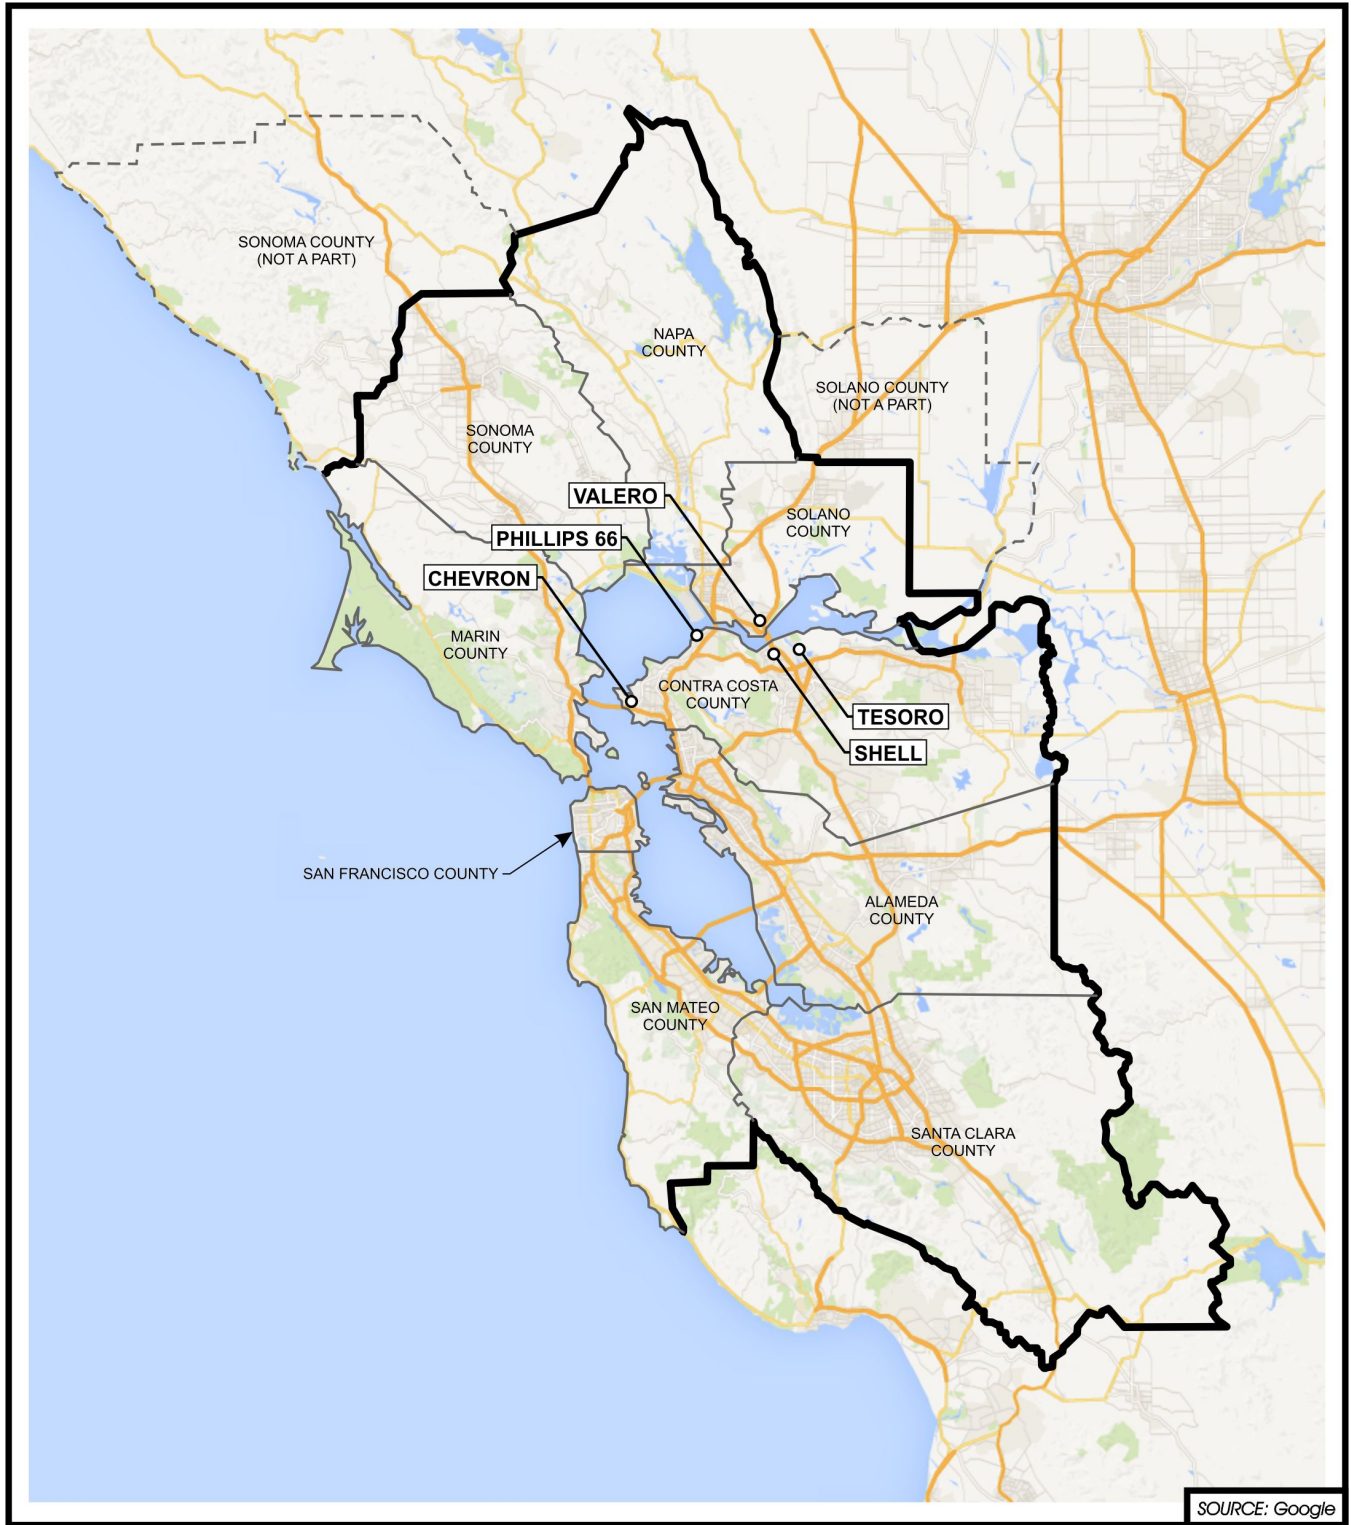 SONOMA COUNTY
(NOT A PART)
NAPA
COUNTY
SOLANO COUNTY
(NOT A PART)
SONOMA
COUNTY
VALERO
SOLANO
COUNTY
PHILLIPS 66
CHEVRON
MARIN
COUNTY
CONTRA COSTA
COUNTY
TESORO
SHELL
SAN FRANCISCO COUNTY
ALAMEDA
COUNTY
SAN MATEO
COUNTY
SANTA CLARA
COUNTY
SOURCE: Google